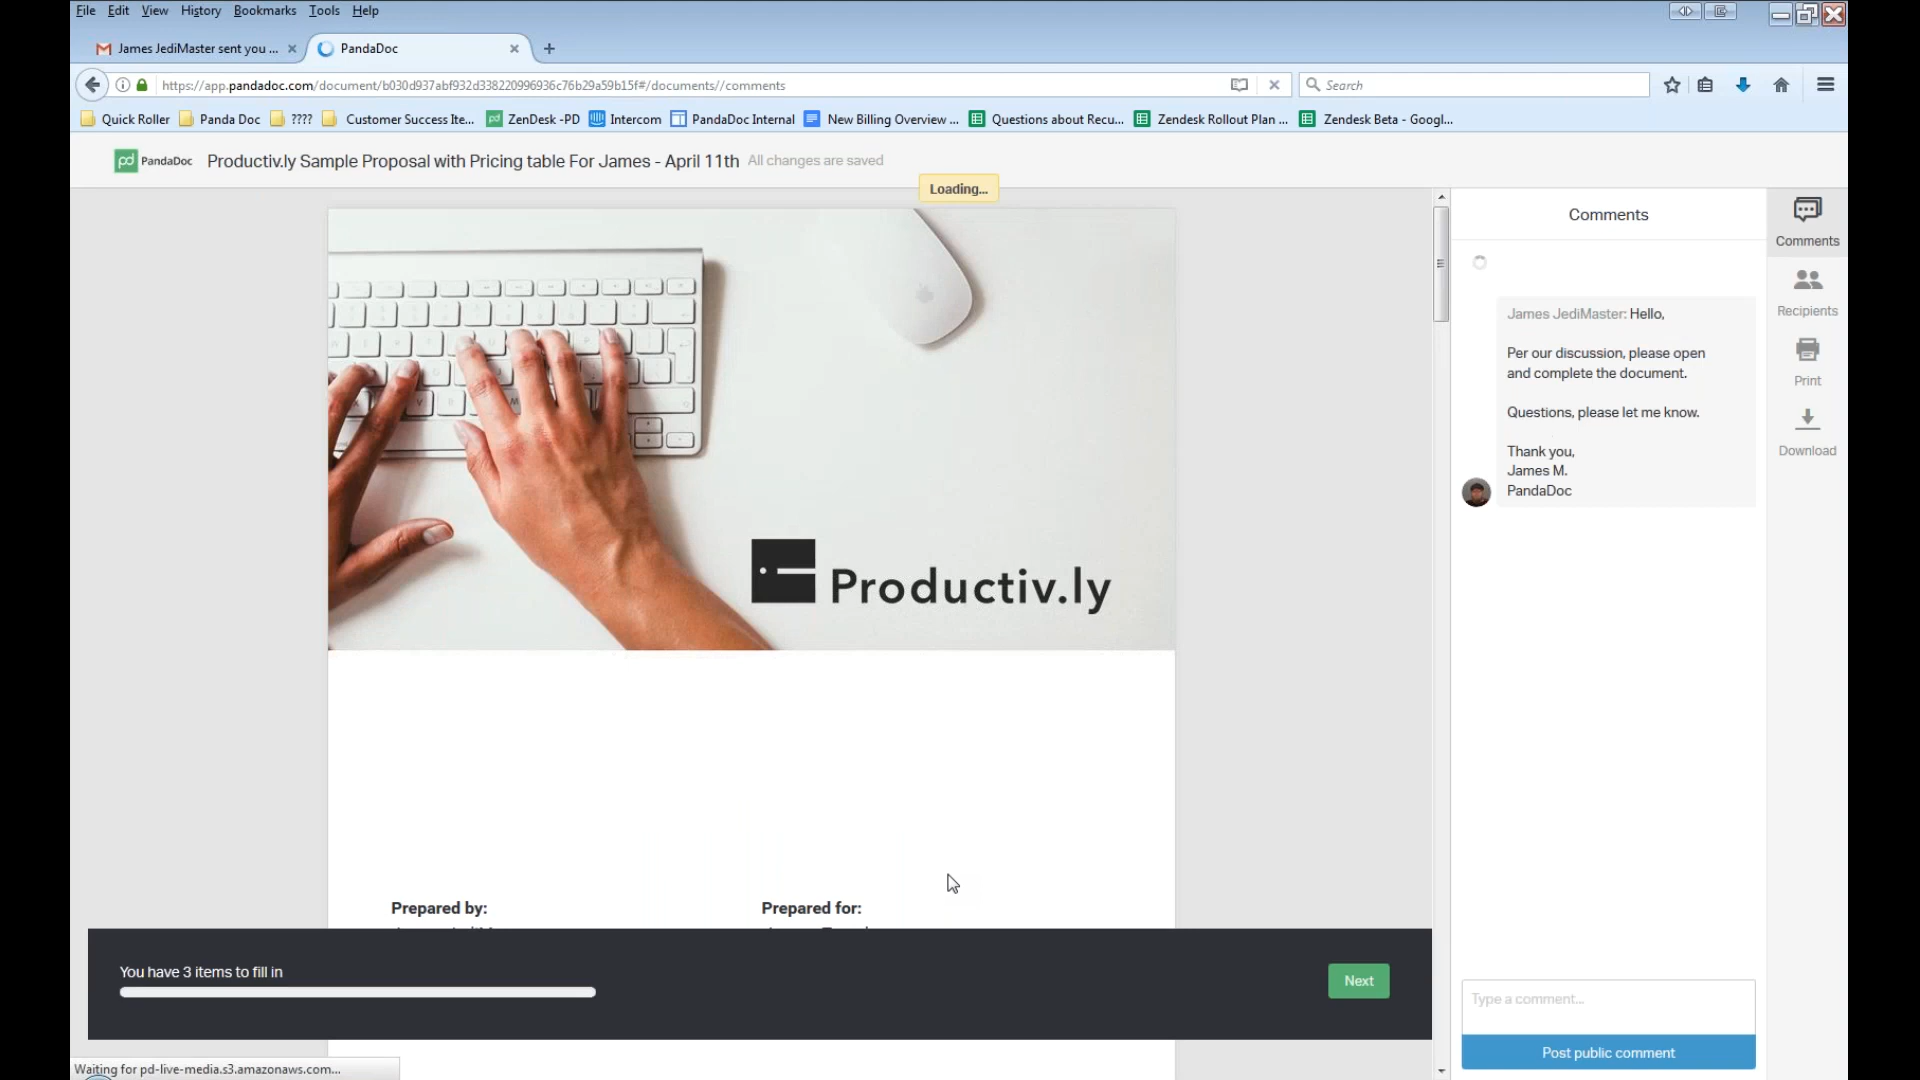 File Edit View History Bookmarks Tools Help
James JediMaster sent you ...
PandaDoc
https://app.pandadoc.com/document/b030d937abf932d338220996936c76b29a59b15f#/documents//comments
Search
Quick Roller Panda Doc ???? Customer Success Ite... ZenDesk -PD Intercom PandaDoc Internal New Billing Overview ... Questions about Recu... Zendesk Rollout Plan ... Zendesk Beta - Googl...
pd PandaDoc Productiv.ly Sample Proposal with Pricing table For James - April 11th All changes are saved
Loading...
Productiv.ly
Prepared by:
Prepared for:
You have 3 items to fill in
Next
Comments
James JediMaster: Hello,
Per our discussion, please open
and complete the document.
Questions, please let me know.
Thank you,
James M.
PandaDoc
Type a comment...
Post public comment
Comments
Recipients
Print
Download
Waiting for pd-live-media.s3.amazonaws.com...